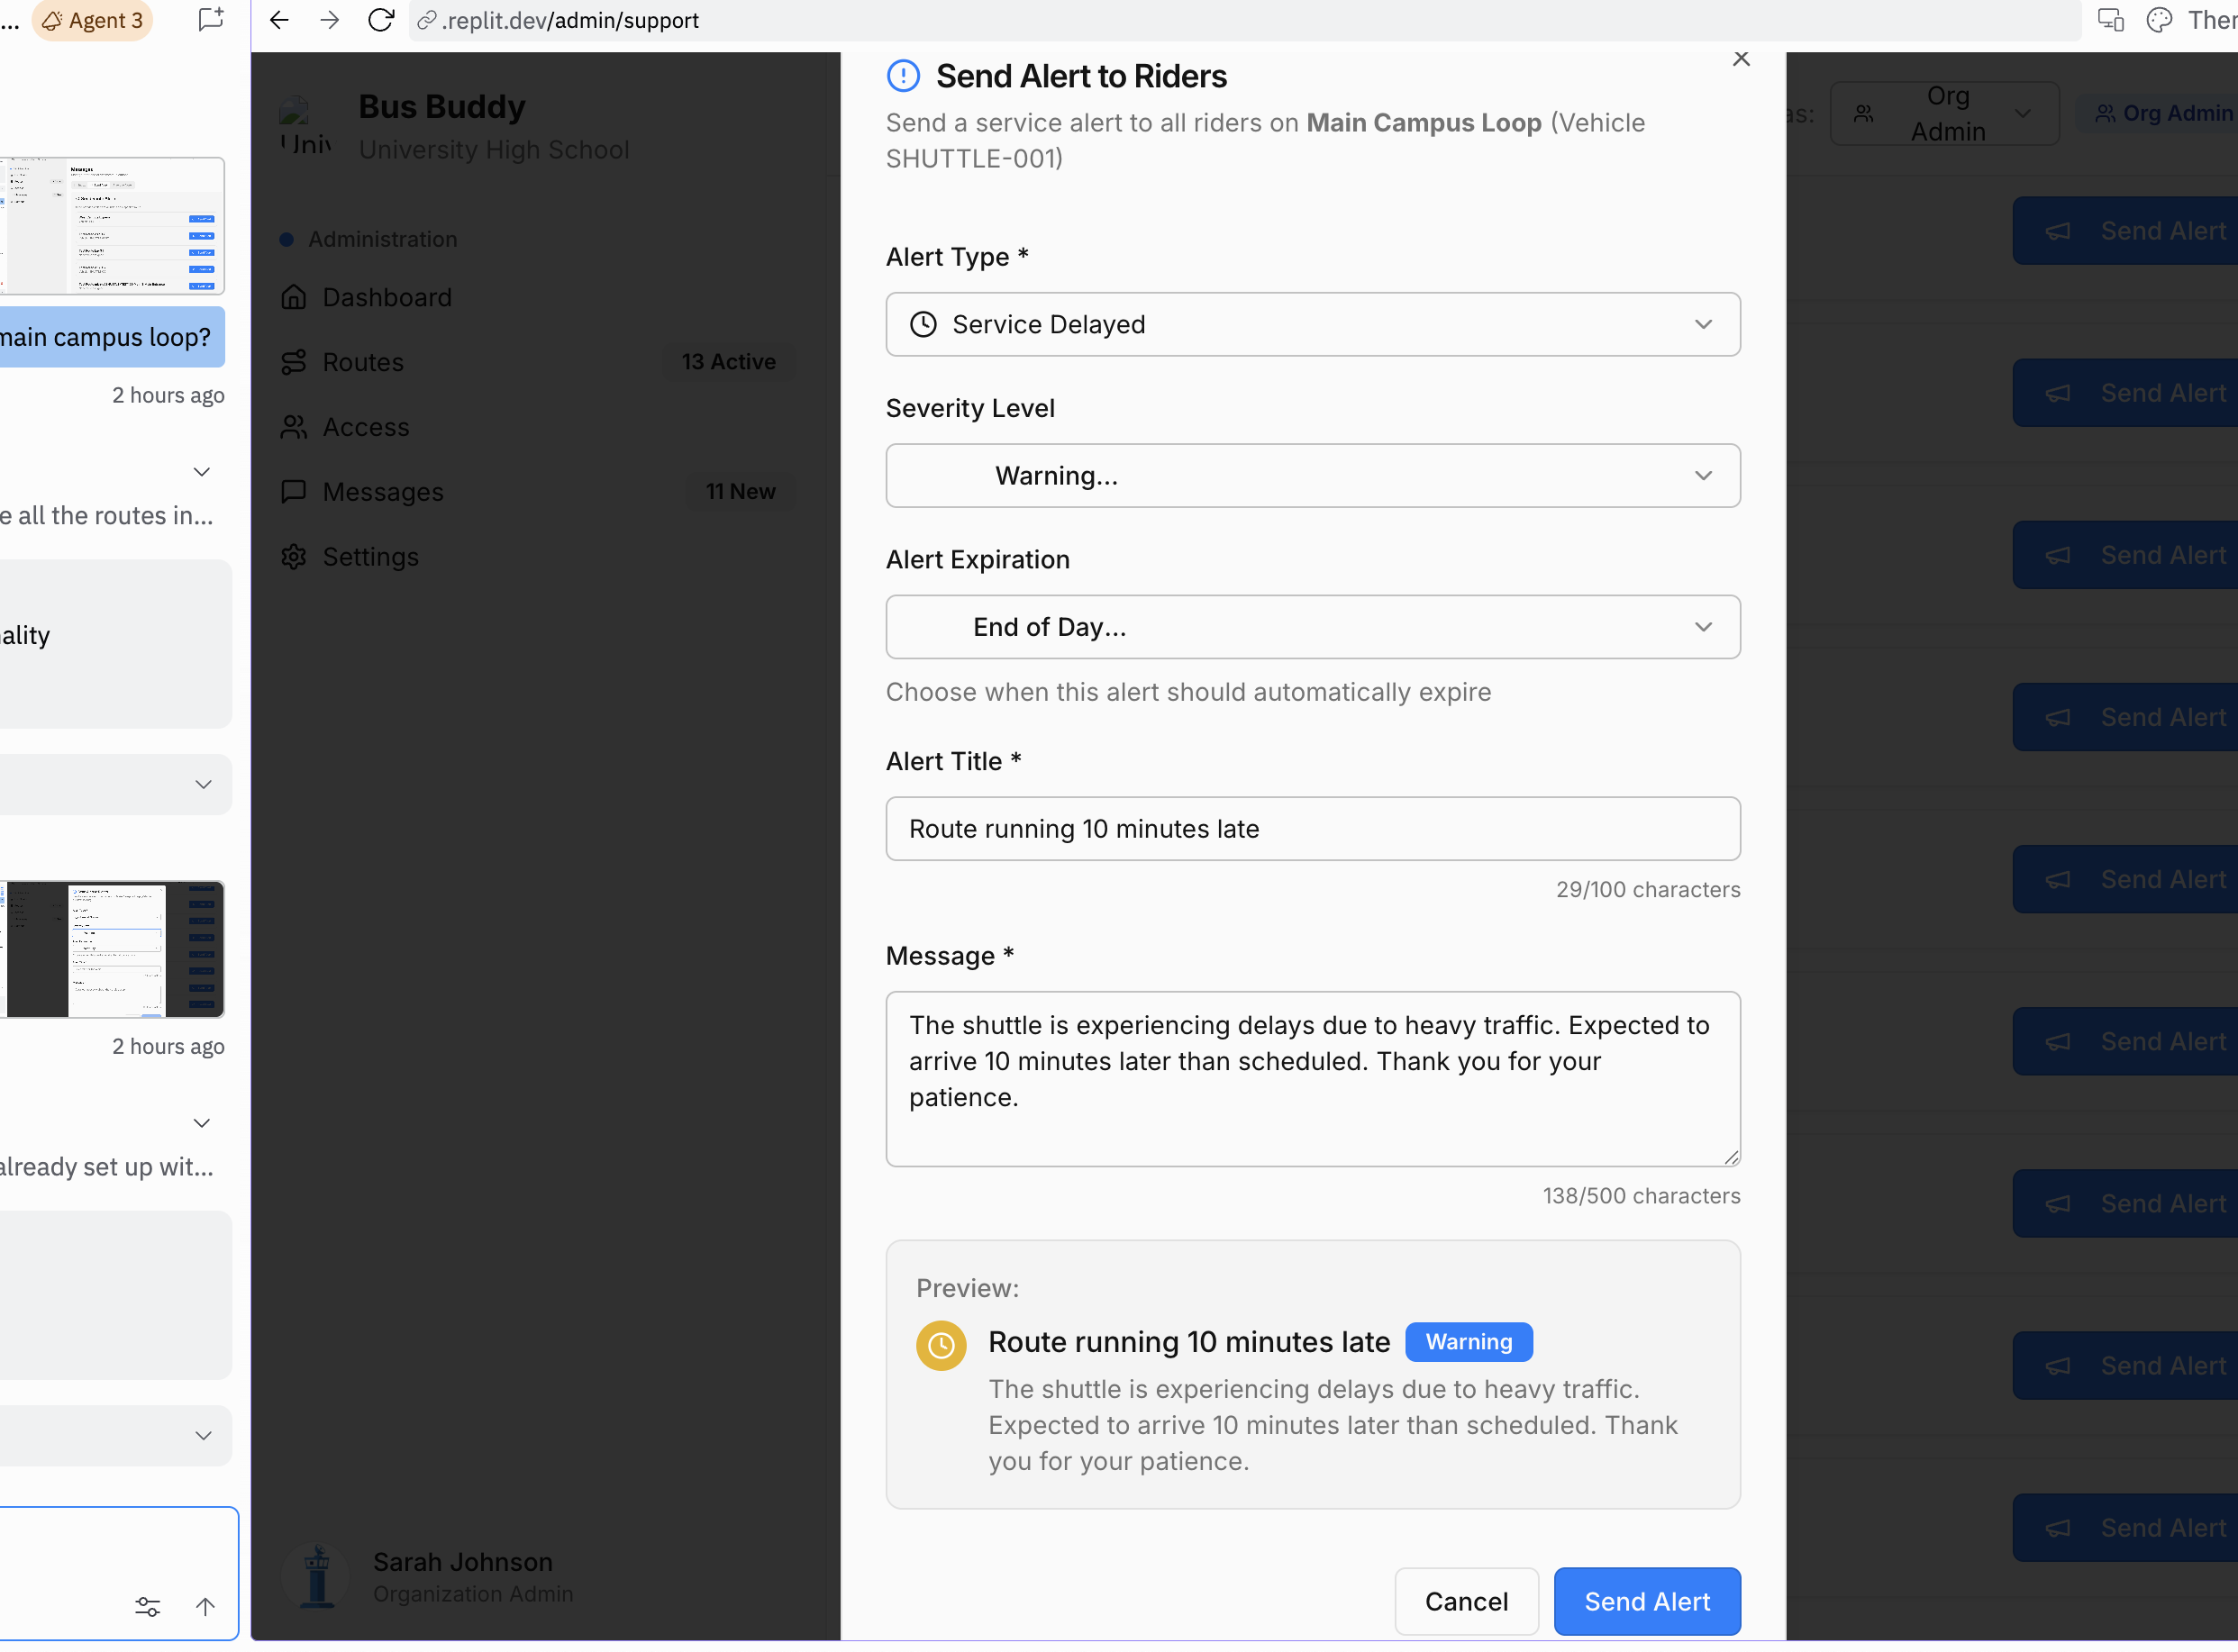 ...
Agent 3
.replit.dev/admin/support
main campus loop?
2 hours ago
e all the routes in...
ality
2 hours ago
already set up wit...
Bus Buddy
University High School
Administration
Dashboard
Routes
13 Active
Access
Messages
11 New
Settings
Sarah Johnson
Organization Admin
Send Alert to Riders
Send a service alert to all riders on Main Campus Loop (Vehicle
SHUTTLE-001)
Alert Type *
Service Delayed
Severity Level
Warning...
Alert Expiration
End of Day...
Choose when this alert should automatically expire
Alert Title *
Route running 10 minutes late
29/100 characters
Message *
The shuttle is experiencing delays due to heavy traffic. Expected to
arrive 10 minutes later than scheduled. Thank you for your
patience.
138/500 characters
Preview:
Route running 10 minutes late
Warning
The shuttle is experiencing delays due to heavy traffic.
Expected to arrive 10 minutes later than scheduled. Thank
you for your patience.
Cancel
Send Alert
as:
Org
Admin
Org Admin
Send Alert
Send Alert
Send Alert
Send Alert
Send Alert
Send Alert
Send Alert
Send Alert
Send Alert